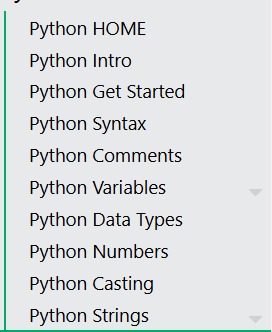 Python HOME
Python Intro
Python Get Started
Python Syntax
Python Comments
Python Variables
Python Data Types
Python Numbers
Python Casting
Python Strings